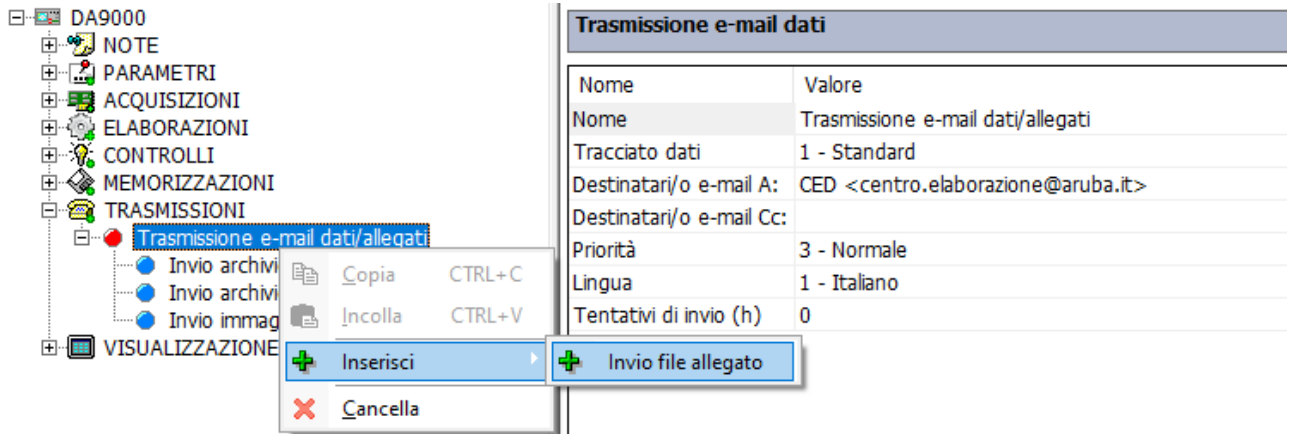 DA9000
NOTE
PARAMETRI
ACQUISIZIONI
ELABORAZIONI
CONTROLLI
MEMORIZZAZIONI
TRASMISSIONI
Trasmissione e-mail dati/allegati
Invio archivi
Invio archivi
Invio immag
VISUALIZZAZIONE
Copia CTRL+C
Incolla CTRL+V
Inserisci
Cancella
Invio file allegato
Trasmissione e-mail dati
Nome Valore
Nome Trasmissione e-mail dati/allegati
Tracciato dati 1 - Standard
Destinatari/o e-mail A: CED <centro.elaborazione@aruba.it>
Destinatari/o e-mail Cc:
Priorità 3 - Normale
Lingua 1 - Italiano
Tentativi di invio (h) 0